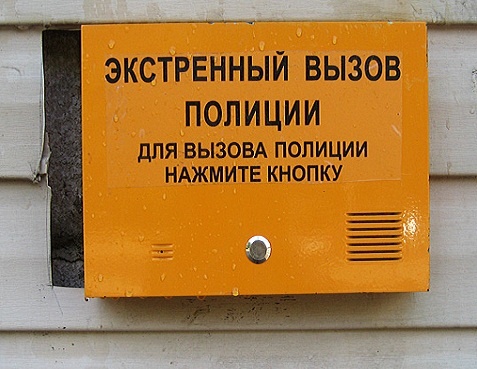 ЭКСТРЕННЫЙ ВЫЗОВ
ПОЛИЦИИ
ДЛЯ ВЫЗОВА ПОЛИЦИИ
НАЖМИТЕ КНОПКУ